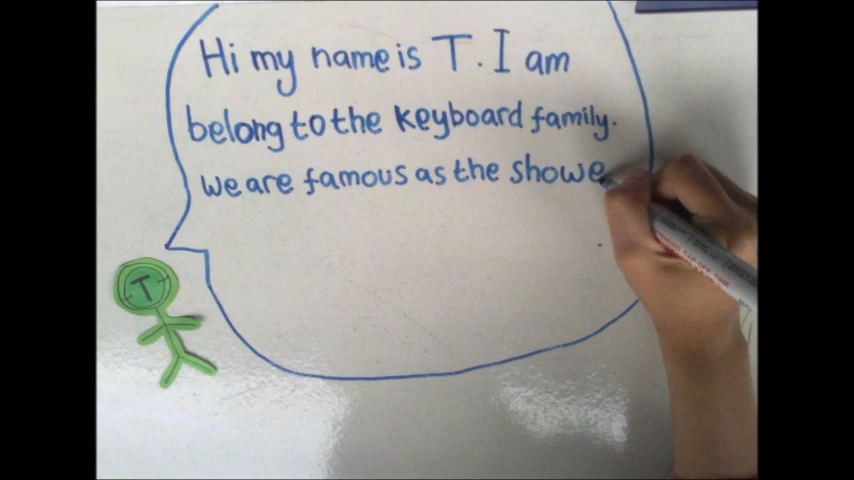 Hi my name is T. I am
belong to the keyboard family.
we are famous as the showe
T